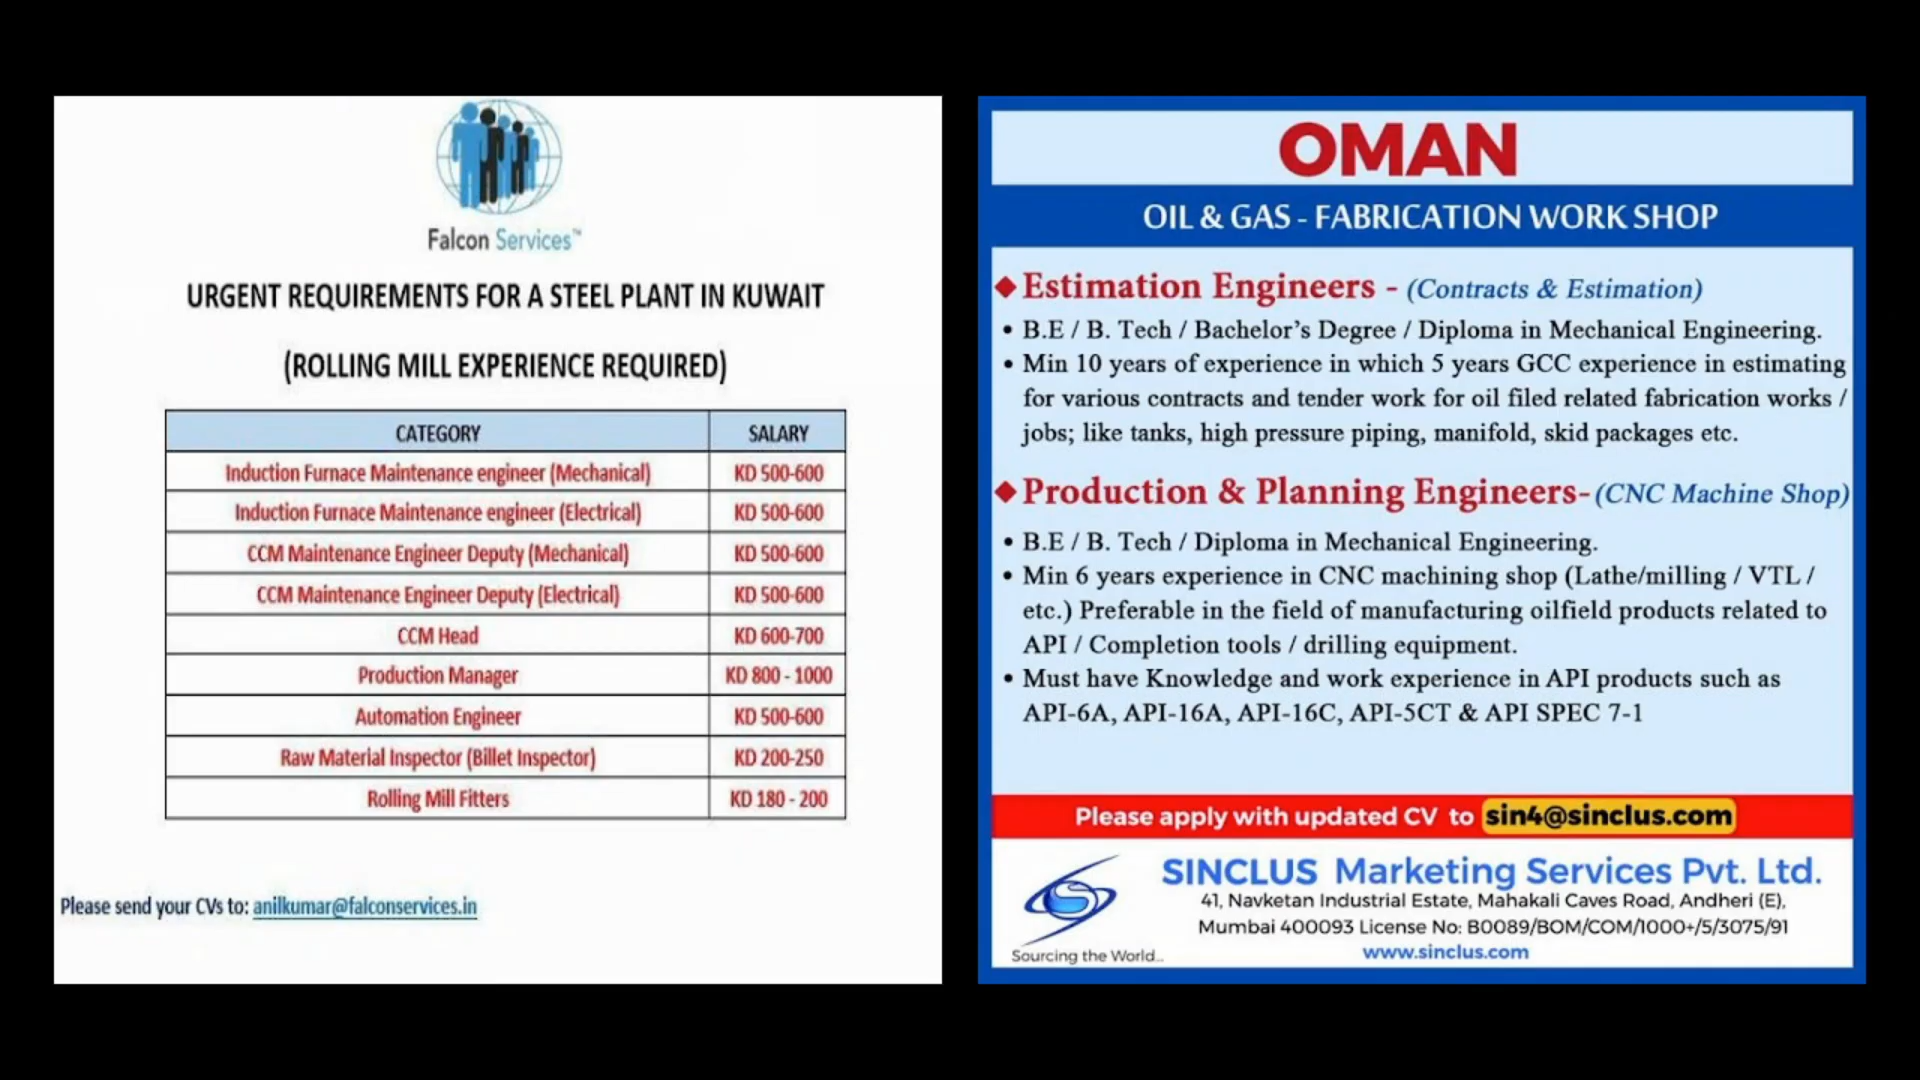 Falcon Services™
URGENT REQUIREMENTS FOR A STEEL PLANT IN KUWAIT
(ROLLING MILL EXPERIENCE REQUIRED)
CATEGORY SALARY
Induction Furnace Maintenance engineer (Mechanical) KD 500-600
Induction Furnace Maintenance engineer (Electrical) KD 500-600
CCM Maintenance Engineer Deputy (Mechanical) KD 500-600
CCM Maintenance Engineer Deputy (Electrical) KD 500-600
CCM Head KD 600-700
Production Manager KD 800 - 1000
Automation Engineer KD 500-600
Raw Material Inspector (Billet Inspector) KD 200-250
Rolling Mill Fitters KD 180 - 200
Please send your CVs to: anilkumar@falconservices.in
OMAN
OIL & GAS - FABRICATION WORK SHOP
◆Estimation Engineers - (Contracts & Estimation)
• B.E / B. Tech / Bachelor's Degree / Diploma in Mechanical Engineering.
• Min 10 years of experience in which 5 years GCC experience in estimating
for various contracts and tender work for oil filed related fabrication works /
jobs; like tanks, high pressure piping, manifold, skid packages etc.
◆Production & Planning Engineers- (CNC Machine Shop)
• B.E / B. Tech / Diploma in Mechanical Engineering.
• Min 6 years experience in CNC machining shop (Lathe/milling / VTL /
etc.) Preferable in the field of manufacturing oilfield products related to
API / Completion tools / drilling equipment.
• Must have Knowledge and work experience in API products such as
API-6A, API-16A, API-16C, API-5CT & API SPEC 7-1
Please apply with updated CV to sin4@sinclus.com
SINCLUS Marketing Services Pvt. Ltd.
41, Navketan Industrial Estate, Mahakali Caves Road, Andheri (E),
Mumbai 400093 License No: B0089/BOM/COM/1000+/5/3075/91
www.sinclus.com
Sourcing the World...